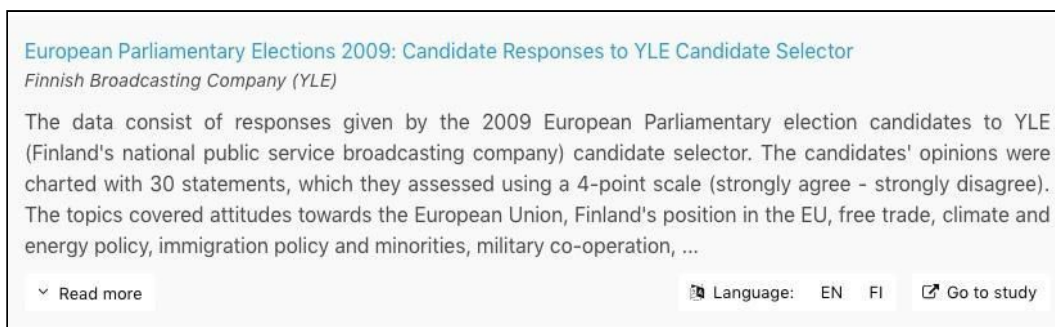 European Parliamentary Elections 2009: Candidate Responses to YLE Candidate Selector
Finnish Broadcasting Company (YLE)
The data consist of responses given by the 2009 European Parliamentary election candidates to YLE
(Finland's national public service broadcasting company) candidate selector. The candidates' opinions were
charted with 30 statements, which they assessed using a 4-point scale (strongly agree - strongly disagree).
The topics covered attitudes towards the European Union, Finland's position in the EU, free trade, climate and
energy policy, immigration policy and minorities, military co-operation, ...
Read more Language: EN FI Go to study